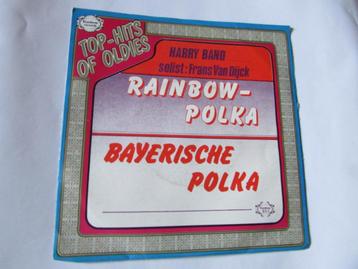 TOP-HITS
OF OLDIES
HARRY BAND
solist: Frans Van Dijck
RAINBOW-
POLKA
BAYERISCHE
POLKA